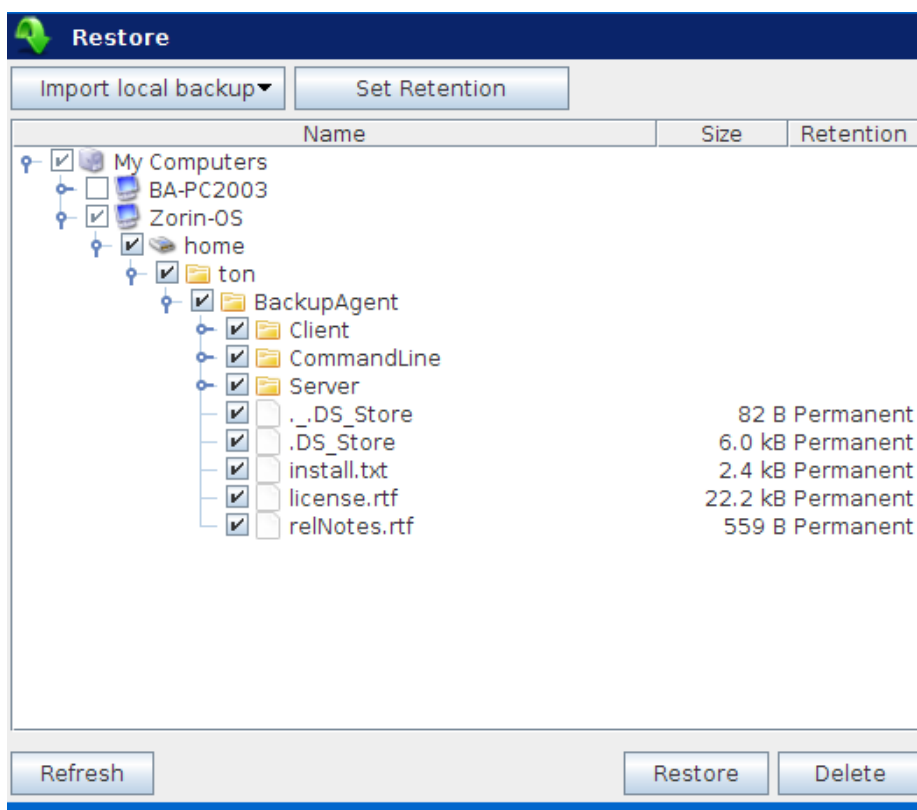 Restore
Import local backup Set Retention
Name Size Retention
My Computers
BA-PC2003
Zorin-OS
home
ton
BackupAgent
Client
CommandLine
Server
._.DS_Store 82 B Permanent
.DS_Store 6.0 kB Permanent
install.txt 2.4 kB Permanent
license.rtf 22.2 kB Permanent
relNotes.rtf 559 B Permanent
Refresh Restore Delete